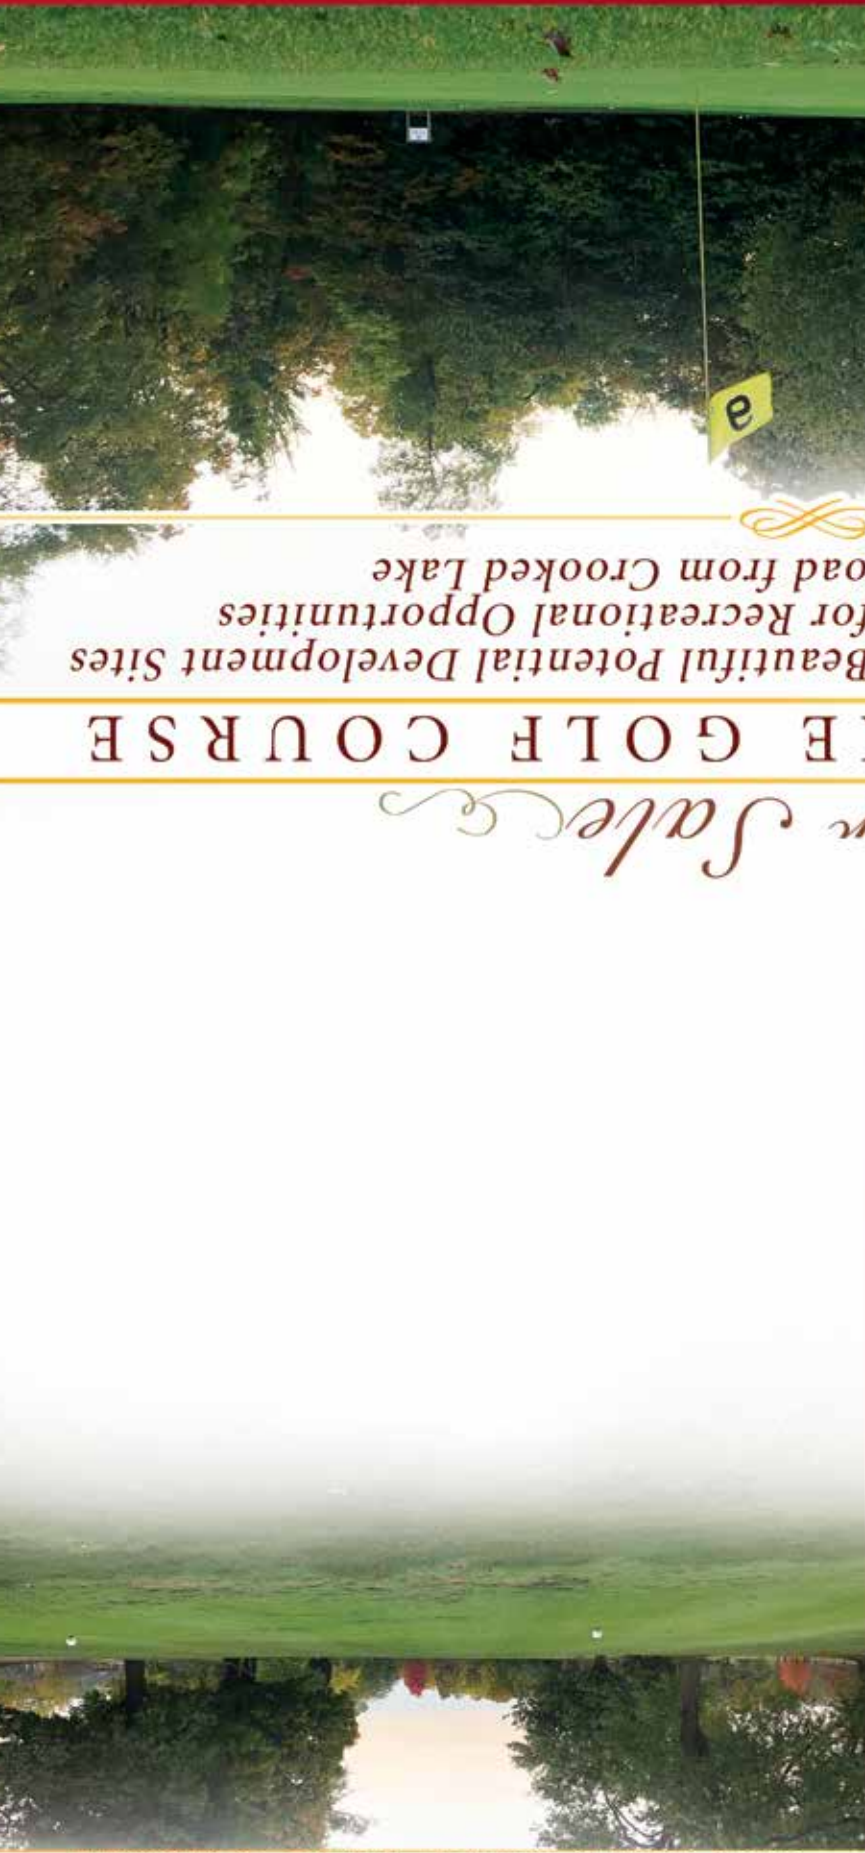 r Sale
E GOLF COURSE
Beautiful Potential Development Sites
for Recreational Opportunities
oad from Crooked Lake